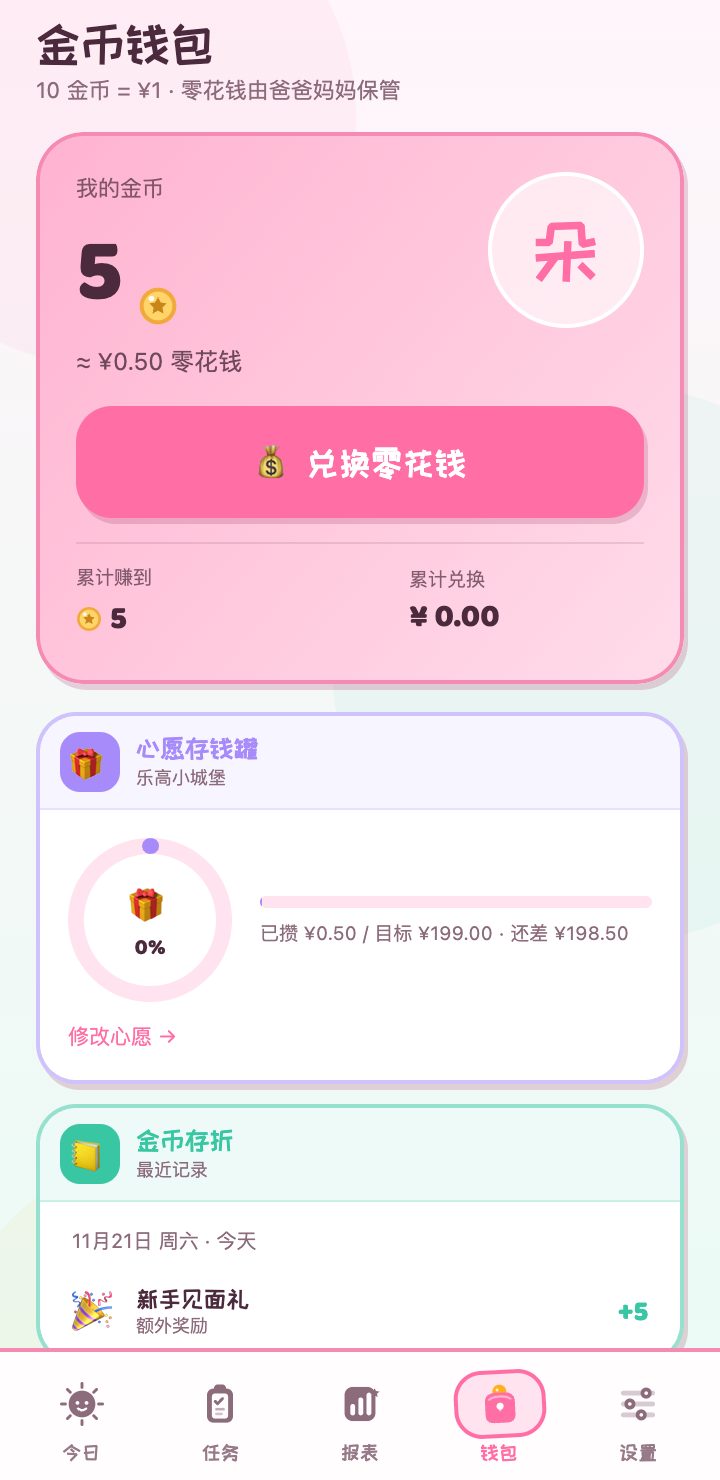 金币钱包
10 金币 = ¥1 · 零花钱由爸爸妈妈保管
我的金币
5
朵
≈ ¥0.50 零花钱
兑换零花钱
累计赚到
5
累计兑换
¥ 0.00
心愿存钱罐
乐高小城堡
0%
已攒 ¥0.50 / 目标 ¥199.00 · 还差 ¥198.50
修改心愿 →
金币存折
最近记录
11月21日 周六 · 今天
新手见面礼
额外奖励
+5
今日
任务
报表
钱包
设置